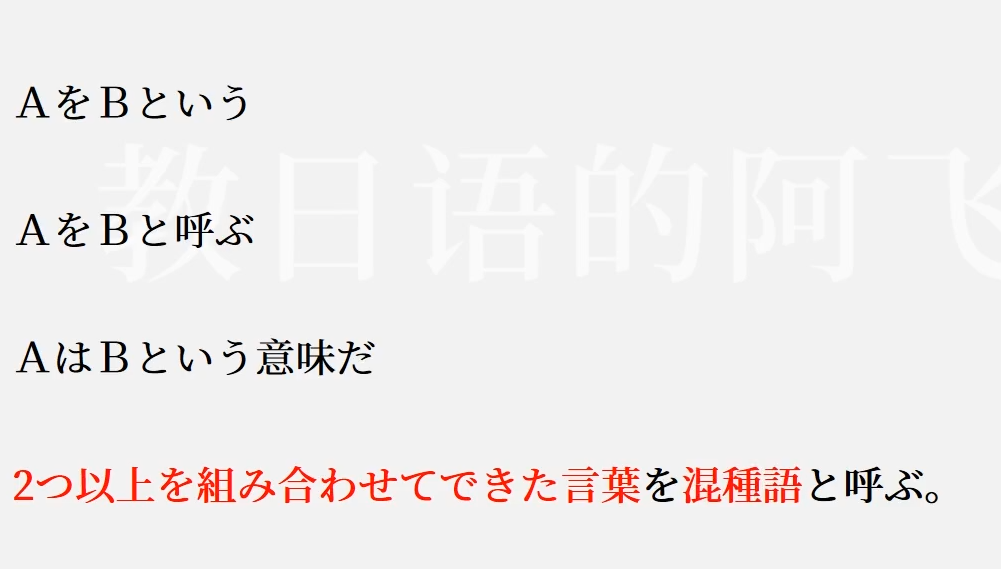 ＡをＢという
教日语的阿飞
ＡをＢと呼ぶ
ＡはＢという意味だ
2つ以上を組み合わせてできた言葉を混種語と呼ぶ。